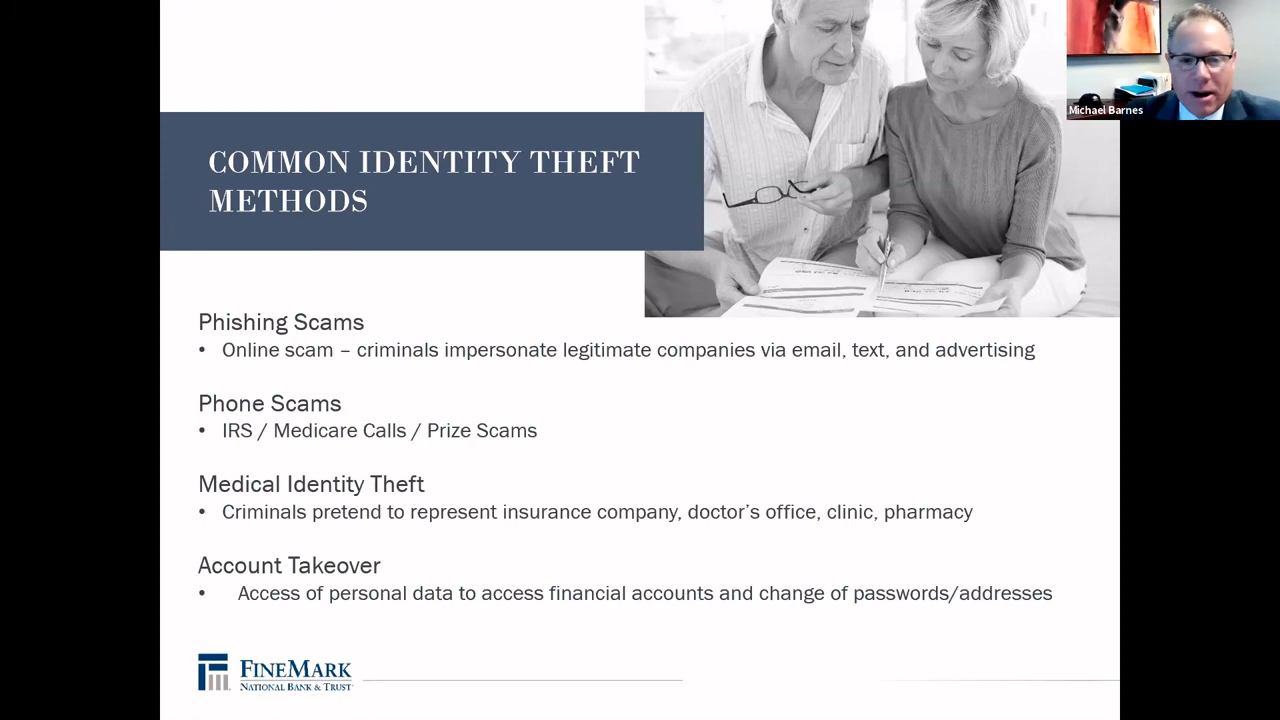 Michael Barnes
COMMON IDENTITY THEFT
METHODS
Phishing Scams
• Online scam – criminals impersonate legitimate companies via email, text, and advertising
Phone Scams
• IRS / Medicare Calls / Prize Scams
Medical Identity Theft
• Criminals pretend to represent insurance company, doctor’s office, clinic, pharmacy
Account Takeover
• Access of personal data to access financial accounts and change of passwords/addresses
FINEMARK
NATIONAL BANK & TRUST